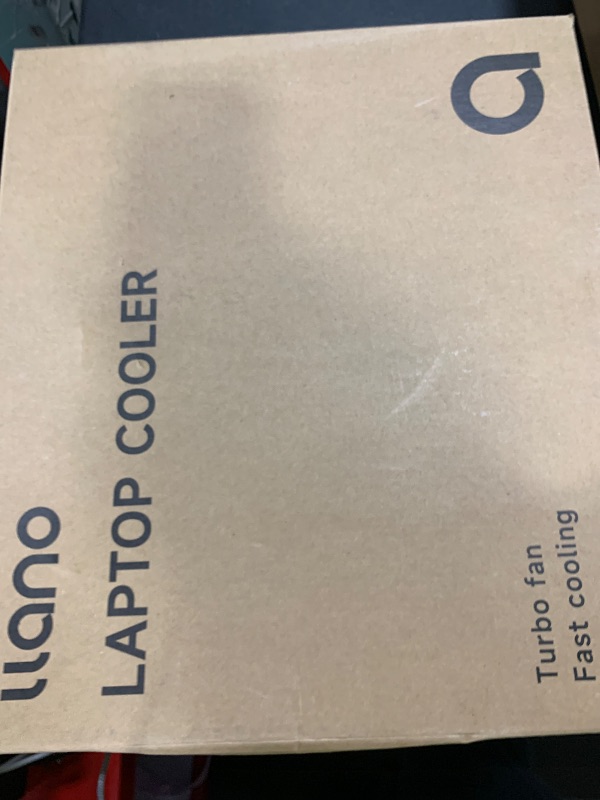 llano
LAPTOP COOLER
Turbo fan
Fast cooling